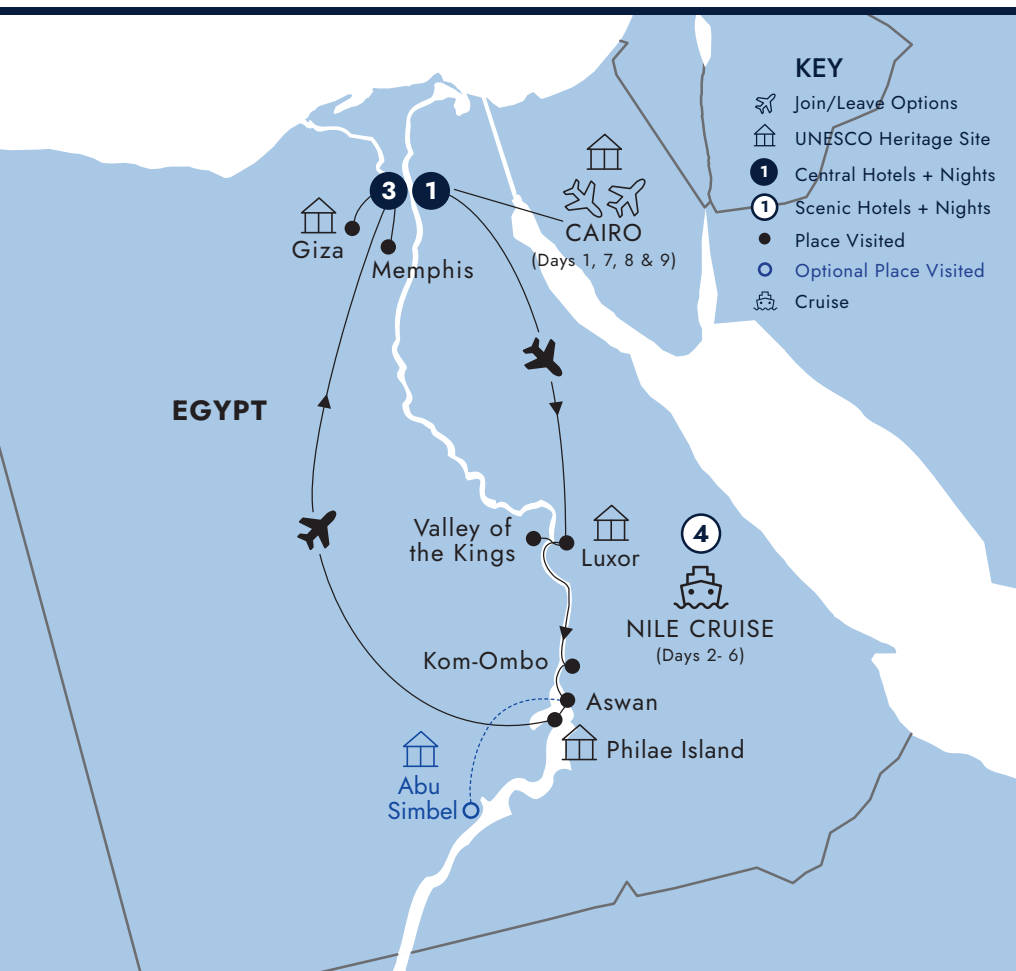 KEY
Join/Leave Options
UNESCO Heritage Site
1 Central Hotels + Nights
1 Scenic Hotels + Nights
Place Visited
Optional Place Visited
Cruise
3 1
CAIRO
(Days 1, 7, 8 & 9)
Giza
Memphis
EGYPT
Valley of
the Kings
Luxor
4
NILE CRUISE
(Days 2- 6)
Kom-Ombo
Aswan
Philae Island
Abu
Simbel